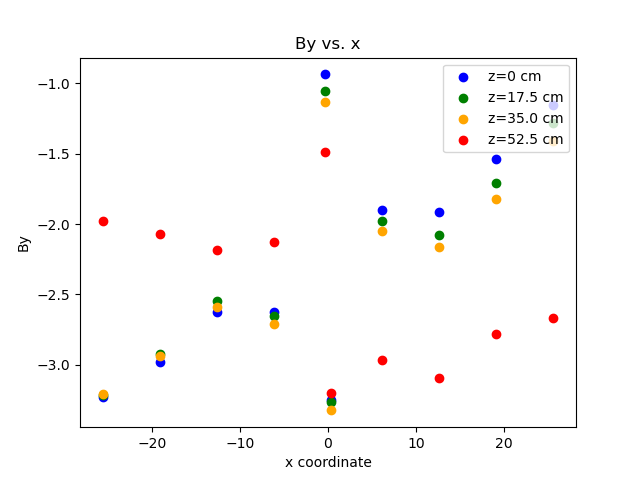 By vs. x
z=0 cm
z=17.5 cm
z=35.0 cm
z=52.5 cm
−1.0
−1.5
−2.0
−2.5
−3.0
By
−20
−10
0
10
20
x coordinate